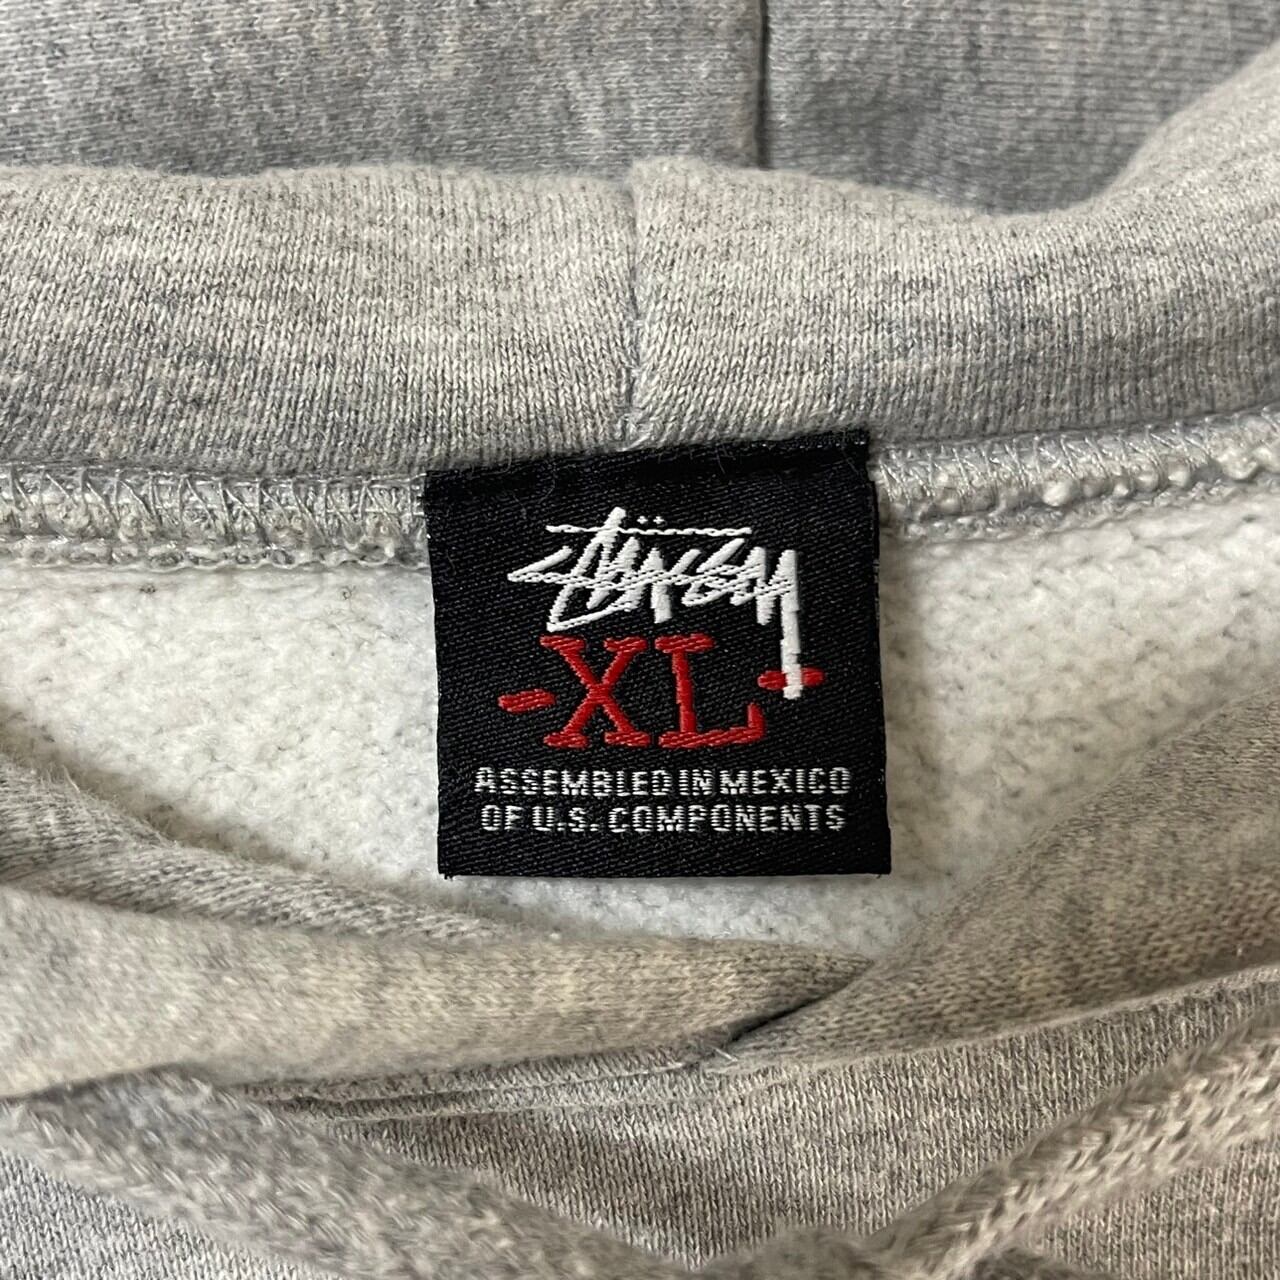 Stüssy
-XL-
ASSEMBLED IN MEXICO
OF U.S. COMPONENTS